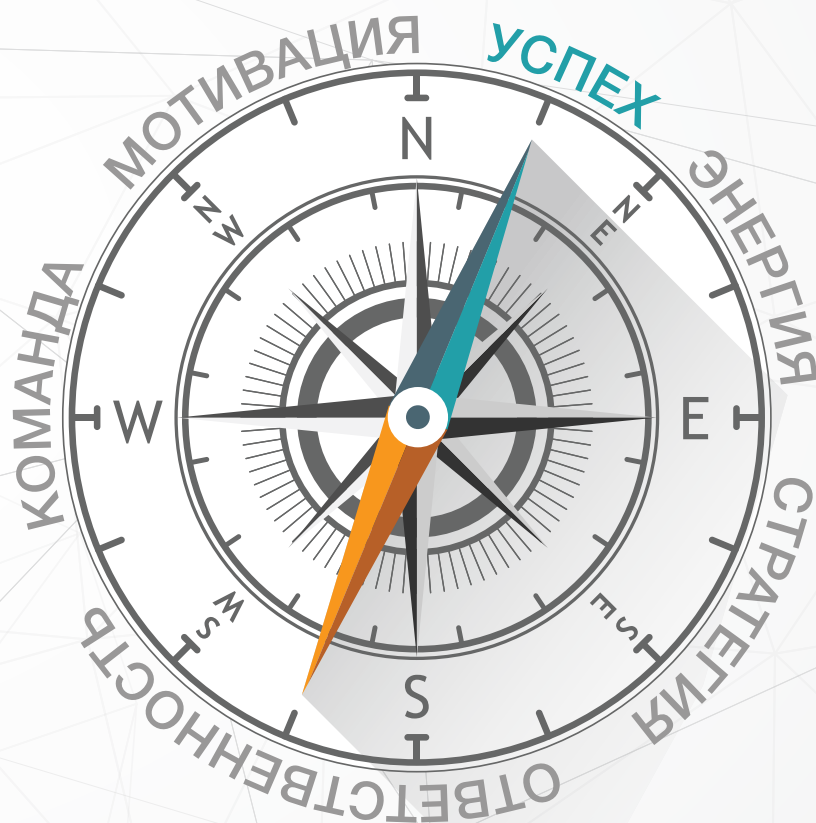 МОТИВАЦИЯ
УСПЕХ
ЭНЕРГИЯ
СТРАТЕГИЯ
ОТВЕТСТВЕННОСТЬ
КОМАНДА
N
NE
E
SE
S
SW
W
NW